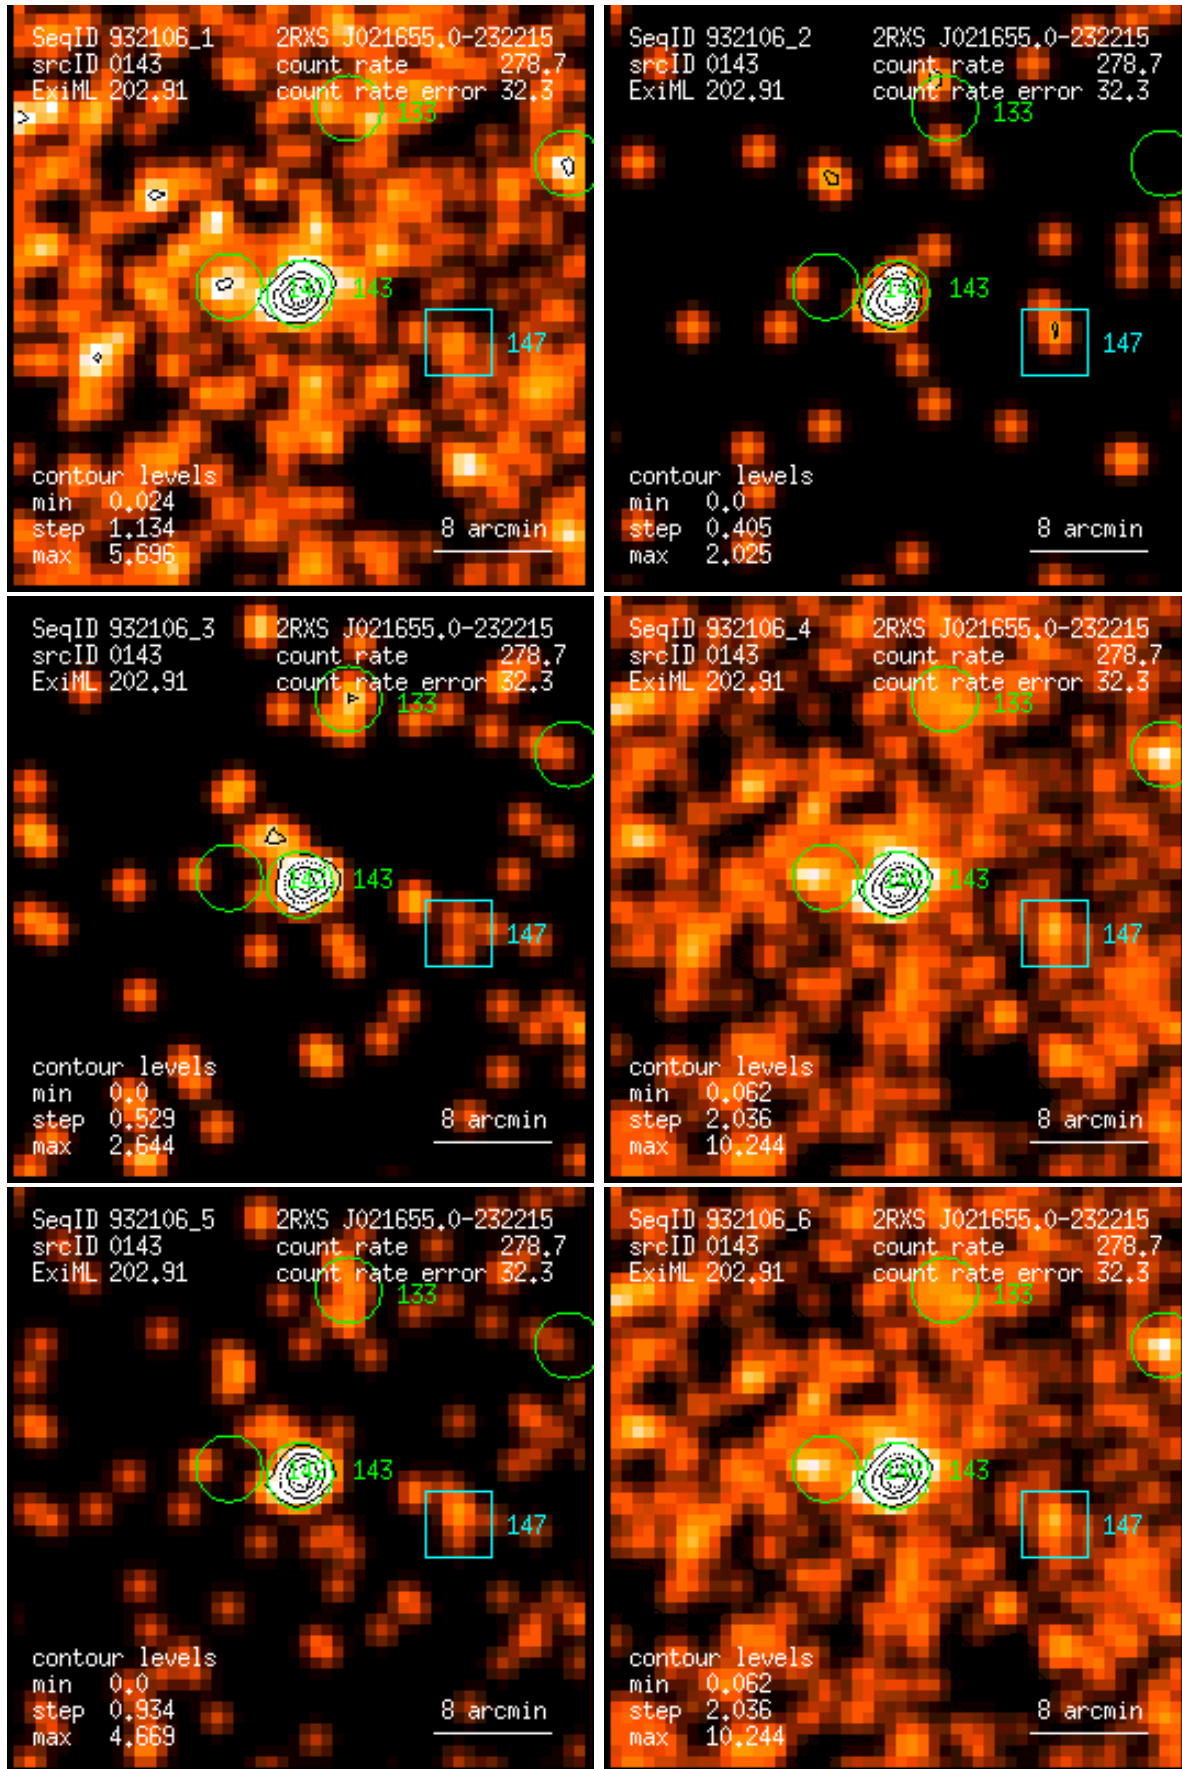 SeqID 932106_1 2RXS J021655.0-232215
srcID 0143 count rate 278.7
ExiML 202.91 count rate error 32.3
133
142 143
147
contour levels
min 0.024
step 1.134 8 arcmin
max 5.696
SeqID 932106_2 2RXS J021655.0-232215
srcID 0143 count rate 278.7
ExiML 202.91 count rate error 32.3
133
142 143
147
contour levels
min 0.0
step 0.405 8 arcmin
max 2.025
SeqID 932106_3 2RXS J021655.0-232215
srcID 0143 count rate 278.7
ExiML 202.91 count rate error 32.3
133
142 143
147
contour levels
min 0.0
step 0.529 8 arcmin
max 2.644
SeqID 932106_4 2RXS J021655.0-232215
srcID 0143 count rate 278.7
ExiML 202.91 count rate error 32.3
133
142 143
147
contour levels
min 0.062
step 2.036 8 arcmin
max 10.244
SeqID 932106_5 2RXS J021655.0-232215
srcID 0143 count rate 278.7
ExiML 202.91 count rate error 32.3
133
142 143
147
contour levels
min 0.0
step 0.934 8 arcmin
max 4.669
SeqID 932106_6 2RXS J021655.0-232215
srcID 0143 count rate 278.7
ExiML 202.91 count rate error 32.3
133
142 143
147
contour levels
min 0.062
step 2.036 8 arcmin
max 10.244